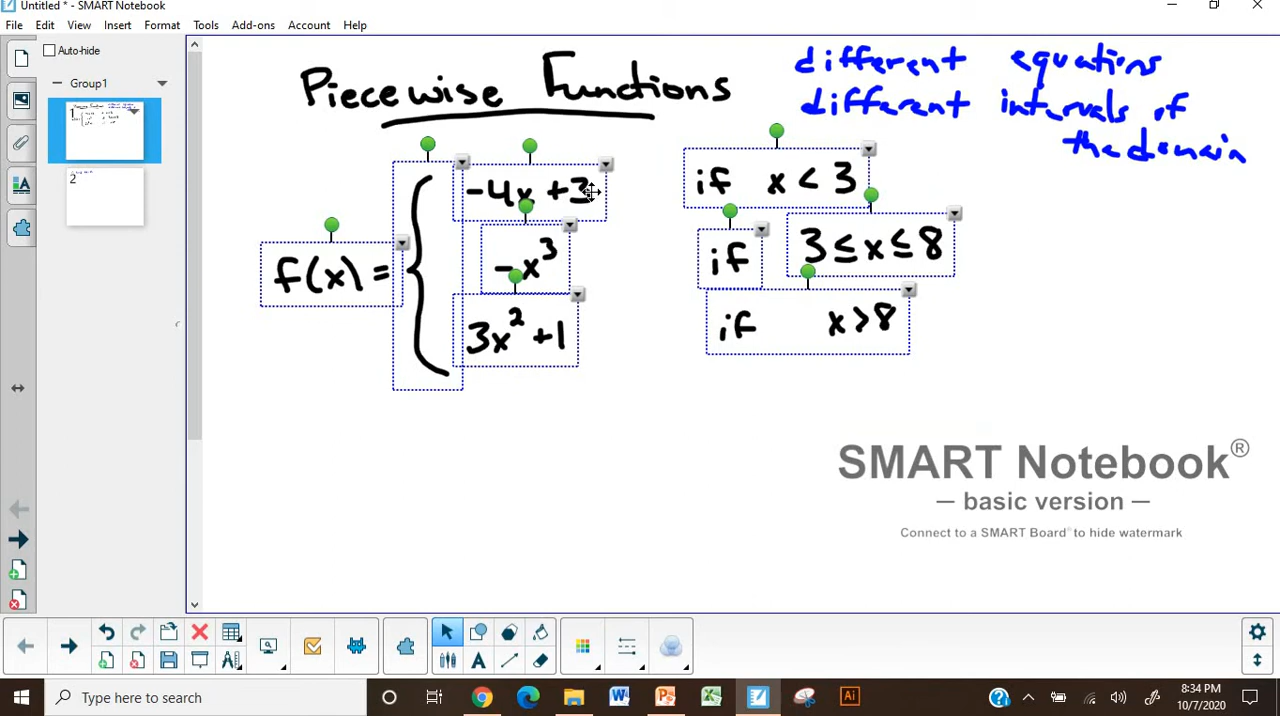 Untitled * - SMART Notebook
File Edit View Insert Format Tools Add-ons Account Help
Auto-hide
Group1
1
2
Piecewise Functions
different equations
different intervals of
the domain
f(x) = {
-4x +3 if x < 3
-x³ if 3 ≤ x ≤ 8
3x² +1 if x > 8
SMART Notebook®
— basic version —
Connect to a SMART Board® to hide watermark
Type here to search
8:34 PM
10/7/2020